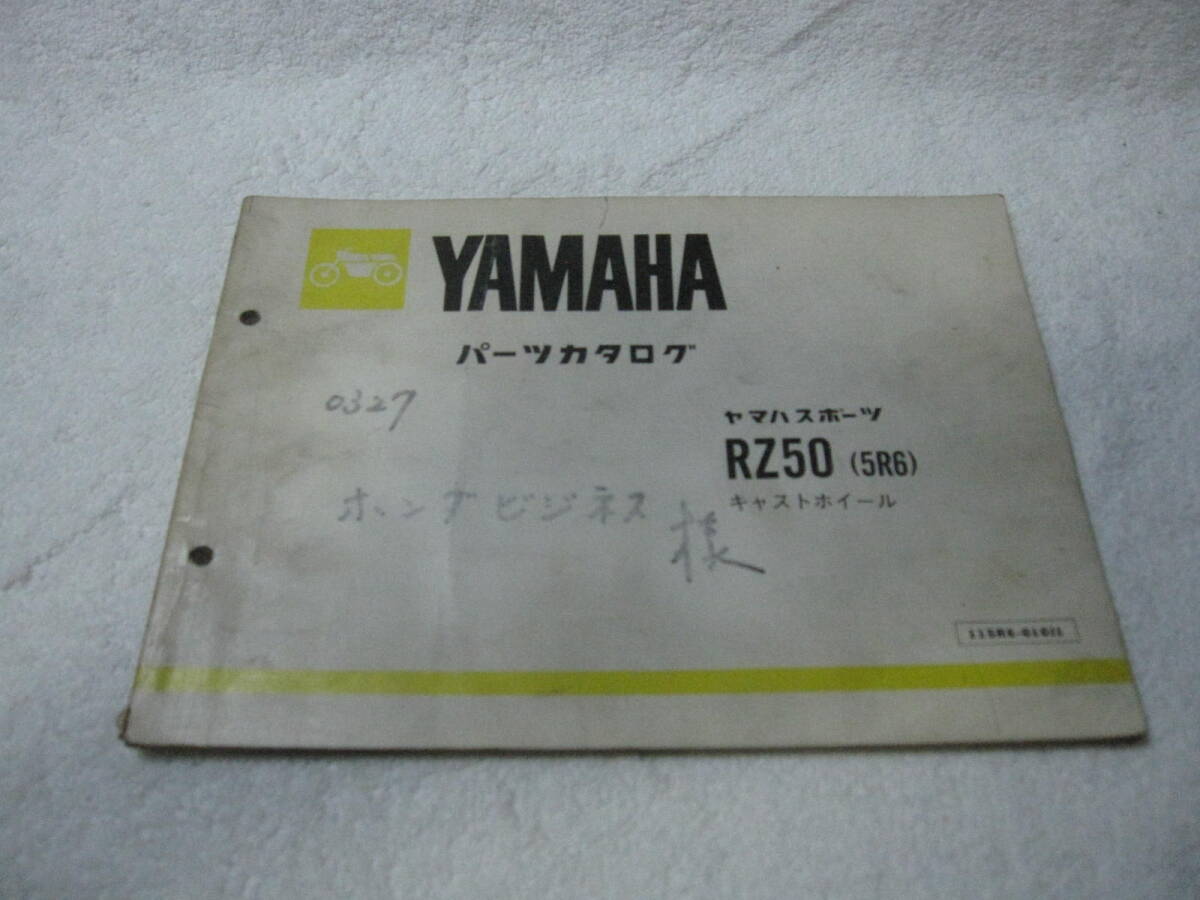 YAMAHA
パーツカタログ
0327
ヤマハスポーツ
RZ50 (5R6)
キャストホイール
ホンダビジネス
様